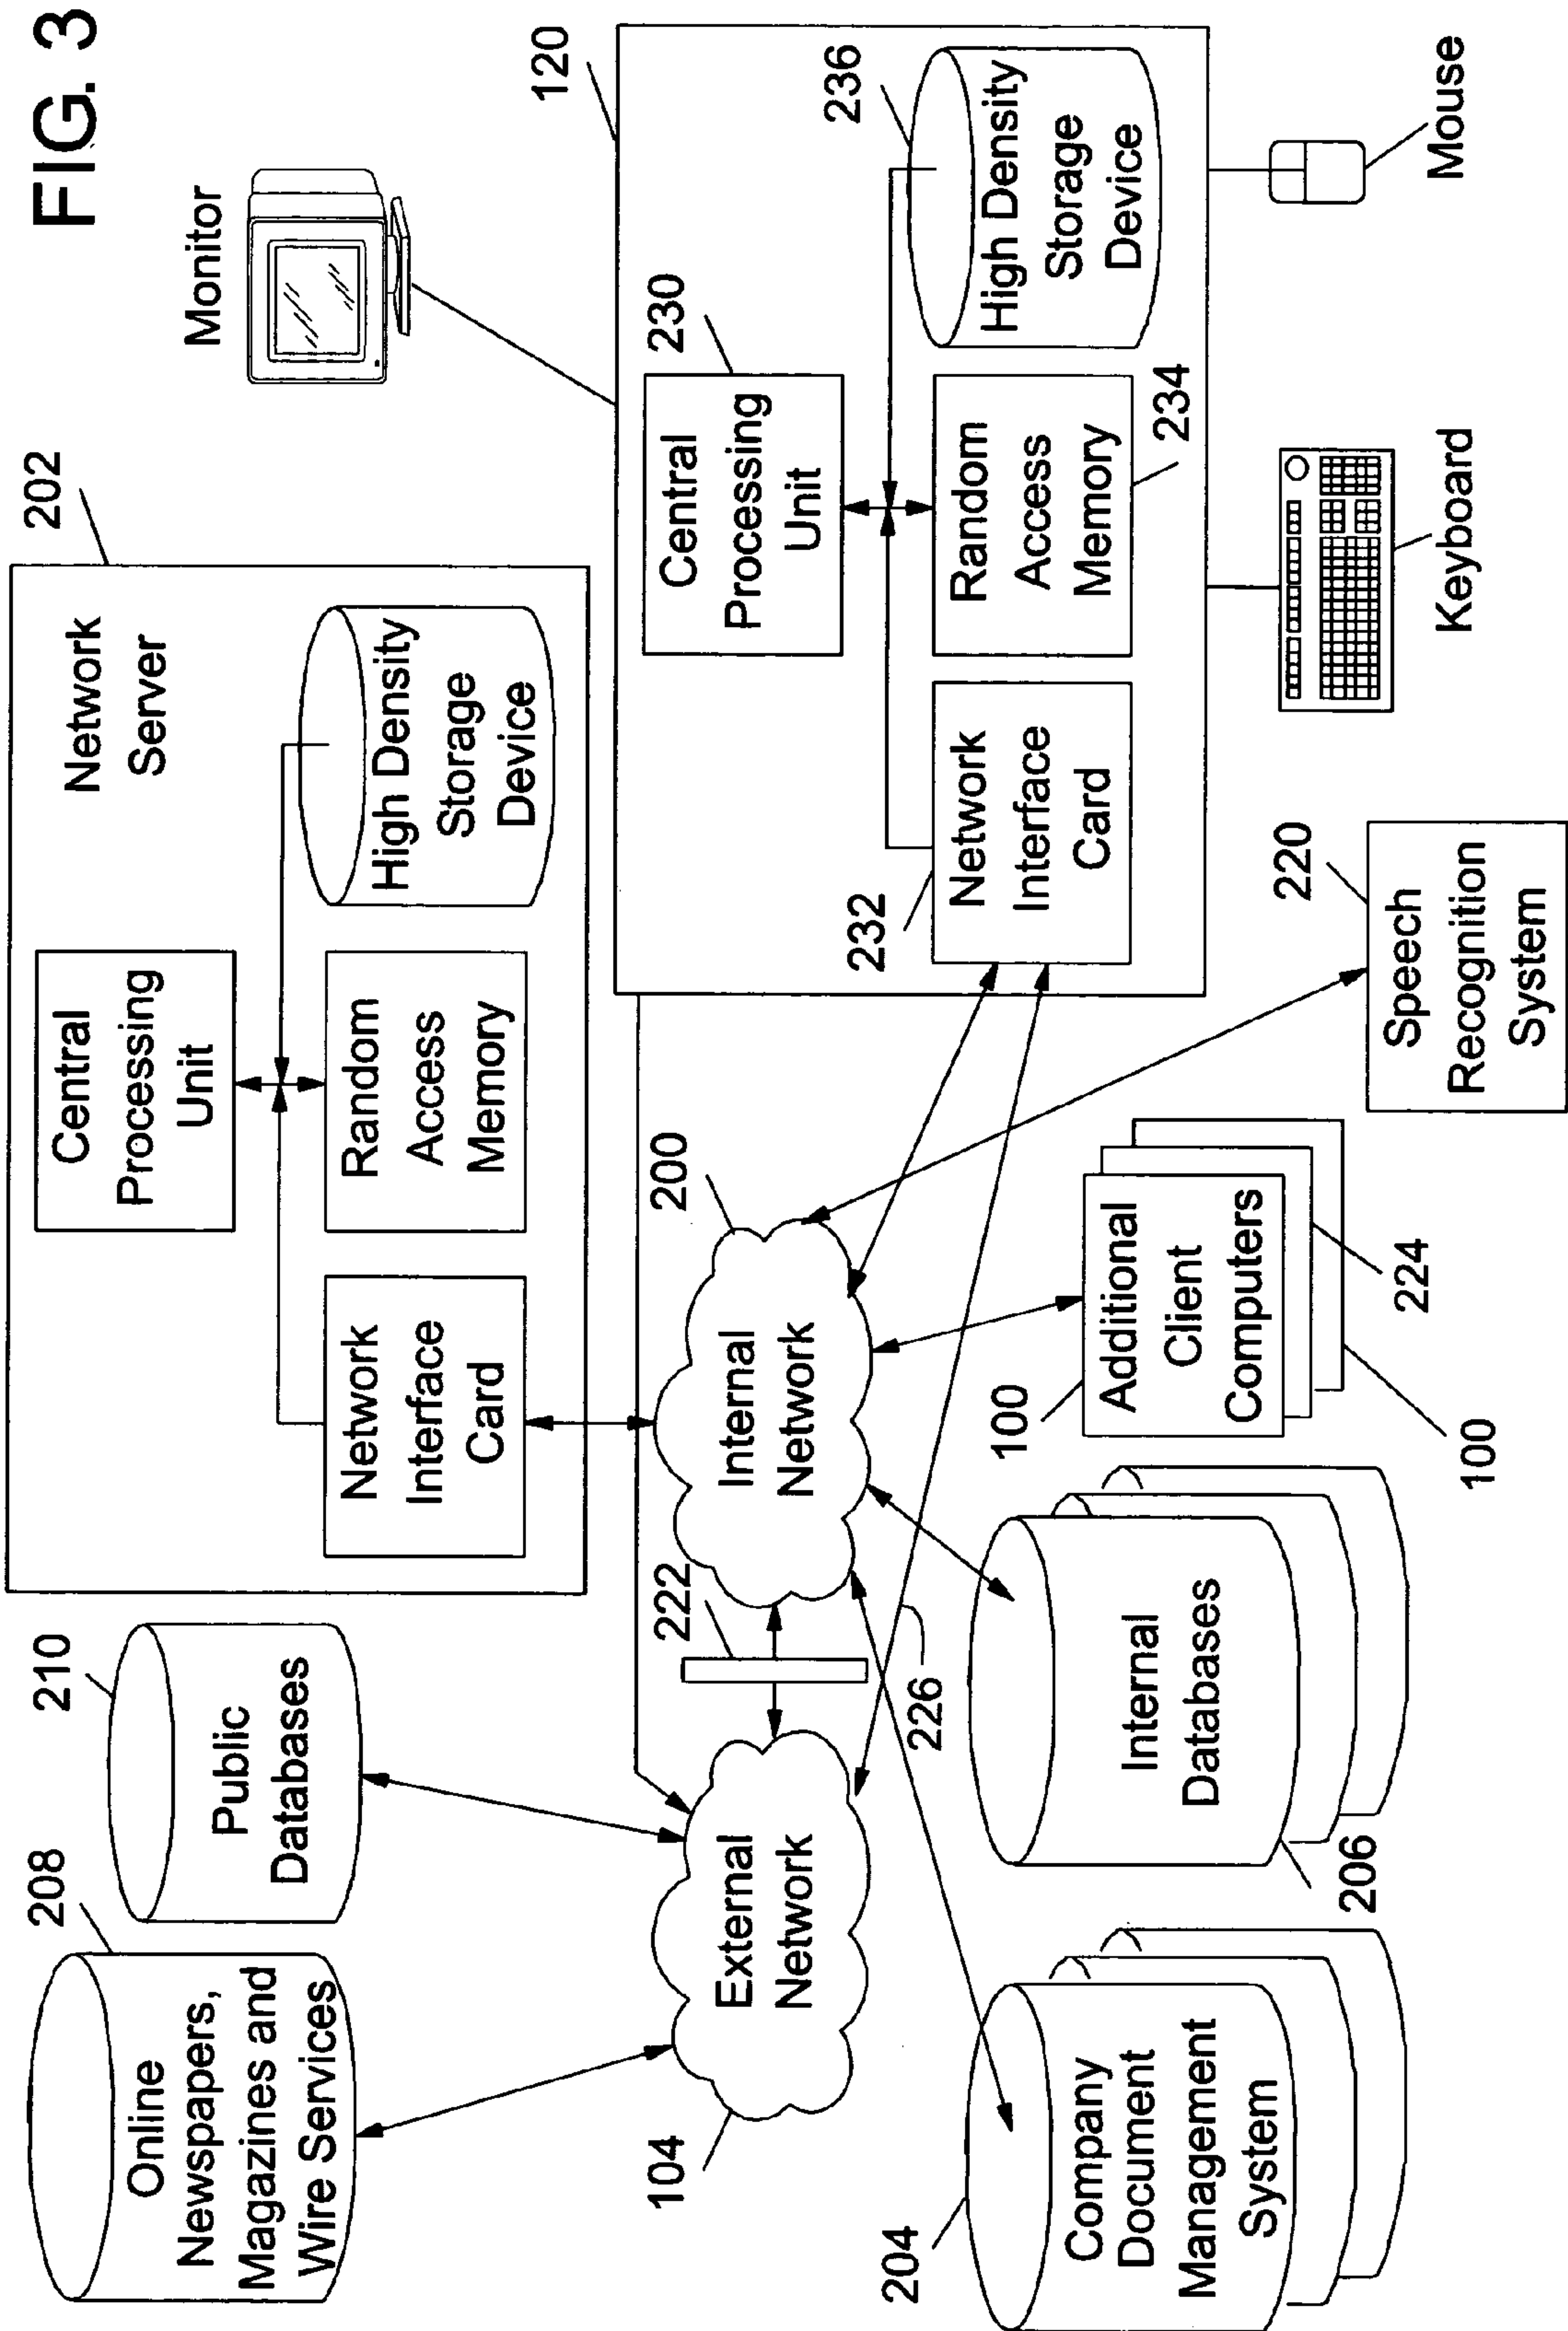 FIG. 3
208
Online
Newspapers,
Magazines and
Wire Services
210
Public
Databases
202
Network
Server
Central
Processing
Unit
Network
Interface
Card
Random
Access
Memory
High Density
Storage
Device
Monitor
120
104
External
Network
222
226
200
Internal
Network
230
Central
Processing
Unit
232
Network
Interface
Card
Random
Access
Memory
234
236
High Density
Storage
Device
204
Company
Document
Management
System
206
Internal
Databases
100
Additional
Client
Computers
224
100
220
Speech
Recognition
System
Keyboard
Mouse